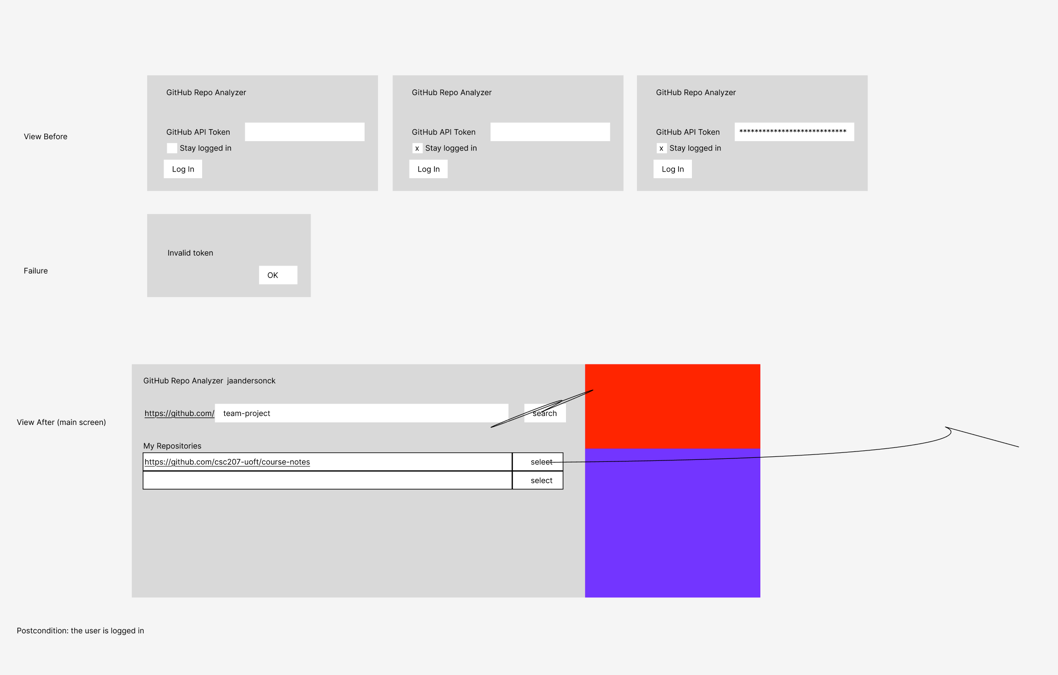 GitHub Repo Analyzer
GitHub Repo Analyzer
GitHub Repo Analyzer
View Before
GitHub API Token
GitHub API Token
GitHub API Token ****************************
Stay logged in
x Stay logged in
x Stay logged in
Log In
Log In
Log In
Failure
Invalid token
OK
View After (main screen)
GitHub Repo Analyzer jaandersonck
https://github.com/ team-project search
My Repositories
https://github.com/csc207-uoft/course-notes select
select
Postcondition: the user is logged in